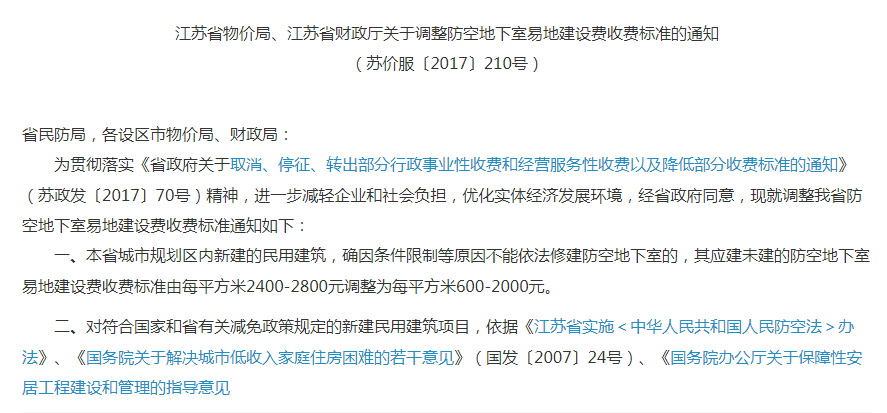 江苏省物价局、江苏省财政厅关于调整防空地下室易地建设费收费标准的通知
（苏价服〔2017〕210号）
省民防局，各设区市物价局、财政局：
为贯彻落实《省政府关于取消、停征、转出部分行政事业性收费和经营服务性收费以及降低部分收费标准的通知》
（苏政发〔2017〕70号）精神，进一步减轻企业和社会负担，优化实体经济发展环境，经省政府同意，现就调整我省防
空地下室易地建设费收费标准通知如下：
一、本省城市规划区内新建的民用建筑，确因条件限制等原因不能依法修建防空地下室的，其应建未建的防空地下室
易地建设费收费标准由每平方米2400-2800元调整为每平方米600-2000元。
二、对符合国家和省有关减免政策规定的新建民用建筑项目，依据《江苏省实施＜中华人民共和国人民防空法＞办
法》、《国务院关于解决城市低收入家庭住房困难的若干意见》（国发〔2007〕24号）、《国务院办公厅关于保障性安
居工程建设和管理的指导意见